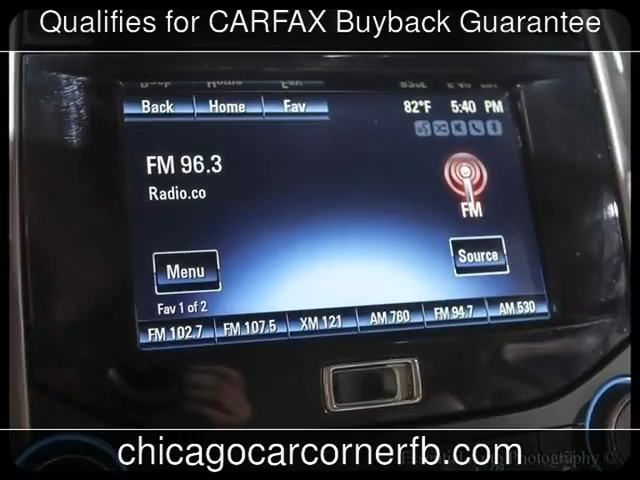 Qualifies for CARFAX Buyback Guarantee
Back Home Fav 82°F 5:40 PM
FM 96.3
Radio.co
FM
Menu
Source
Fav 1 of 2
FM 102.7 FM 107.5 XM 121 AM 760 FM 94.7 AM 530
chicagocarcornerfb.com
Photography ©